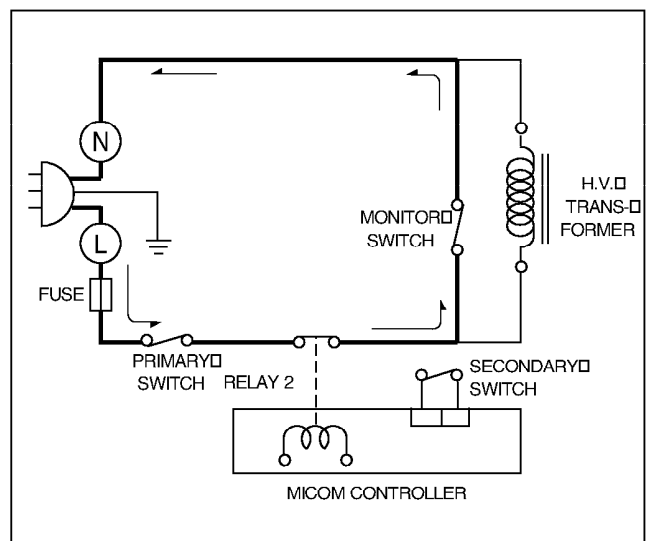 N
H.V.□
TRANS-□
FORMER
MONITOR□
SWITCH
L
FUSE
PRIMARY□
SWITCH
RELAY 2
SECONDARY□
SWITCH
MICOM CONTROLLER